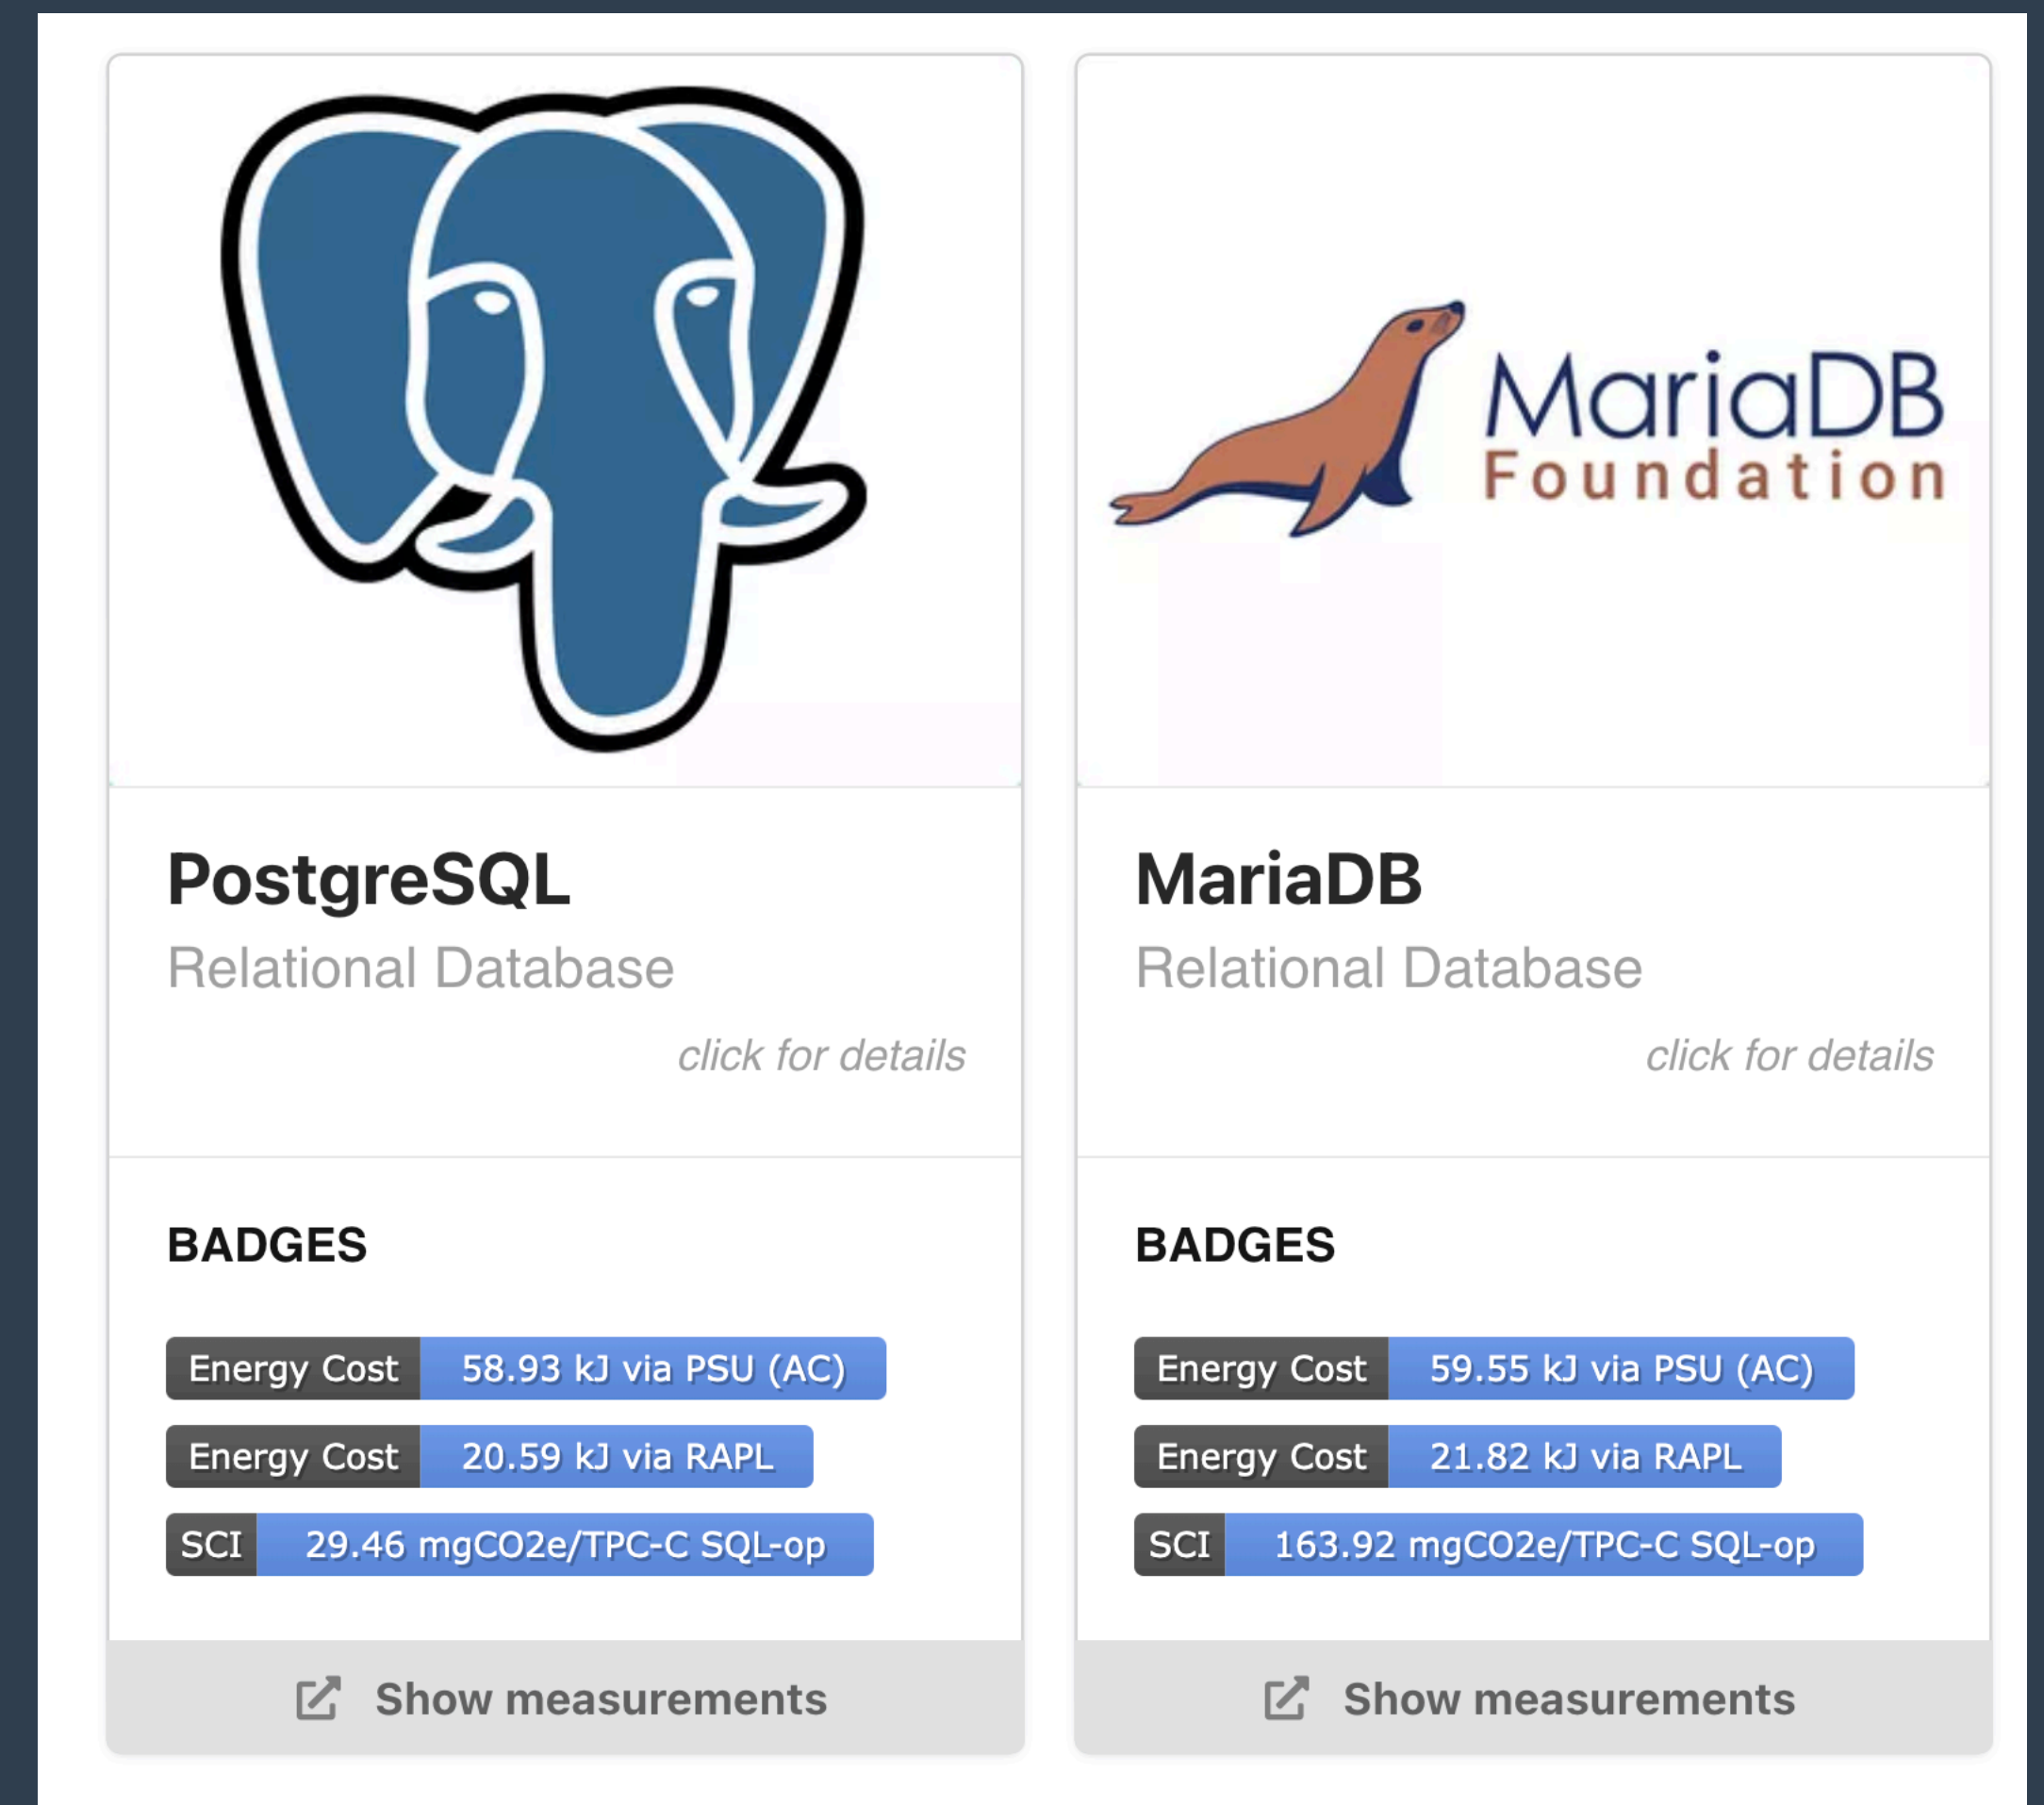 MariaDB
Foundation
PostgreSQL
Relational Database
click for details
BADGES
Energy Cost 58.93 kJ via PSU (AC)
Energy Cost 20.59 kJ via RAPL
SCI 29.46 mgCO2e/TPC-C SQL-op
Show measurements
MariaDB
Relational Database
click for details
BADGES
Energy Cost 59.55 kJ via PSU (AC)
Energy Cost 21.82 kJ via RAPL
SCI 163.92 mgCO2e/TPC-C SQL-op
Show measurements